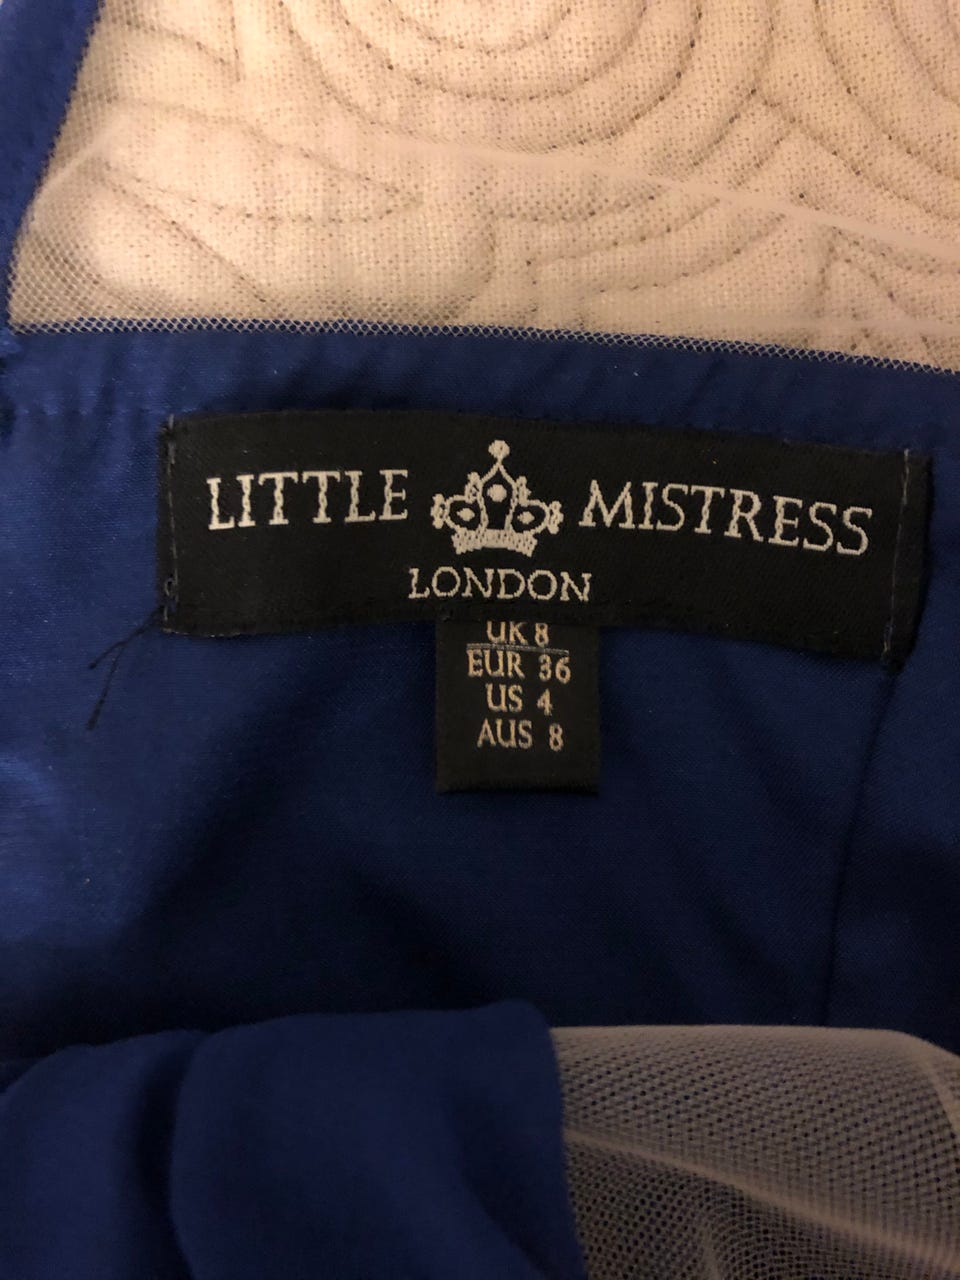 LITTLE MISTRESS
LONDON
UK 8
EUR 36
US 4
AUS 8